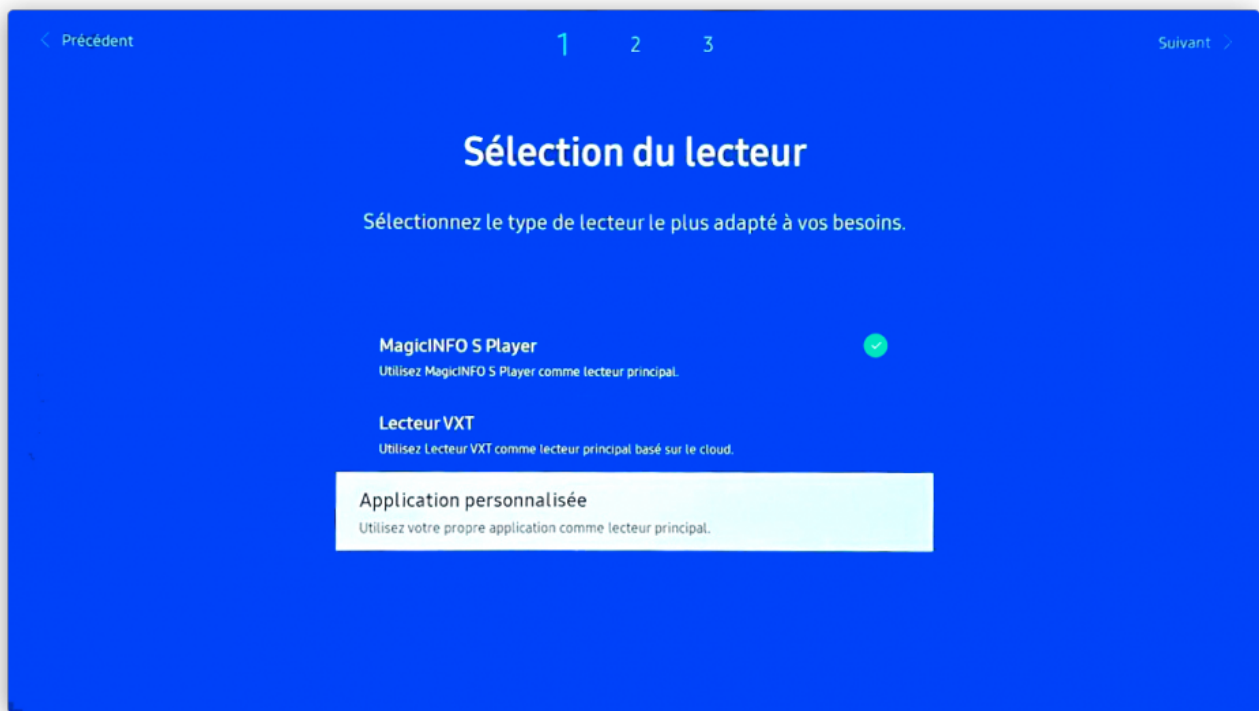 Précédent
1 2 3
Suivant
Sélection du lecteur
Sélectionnez le type de lecteur le plus adapté à vos besoins.
MagicINFO S Player
Utilisez MagicINFO S Player comme lecteur principal.
Lecteur VXT
Utilisez Lecteur VXT comme lecteur principal basé sur le cloud.
Application personnalisée
Utilisez votre propre application comme lecteur principal.